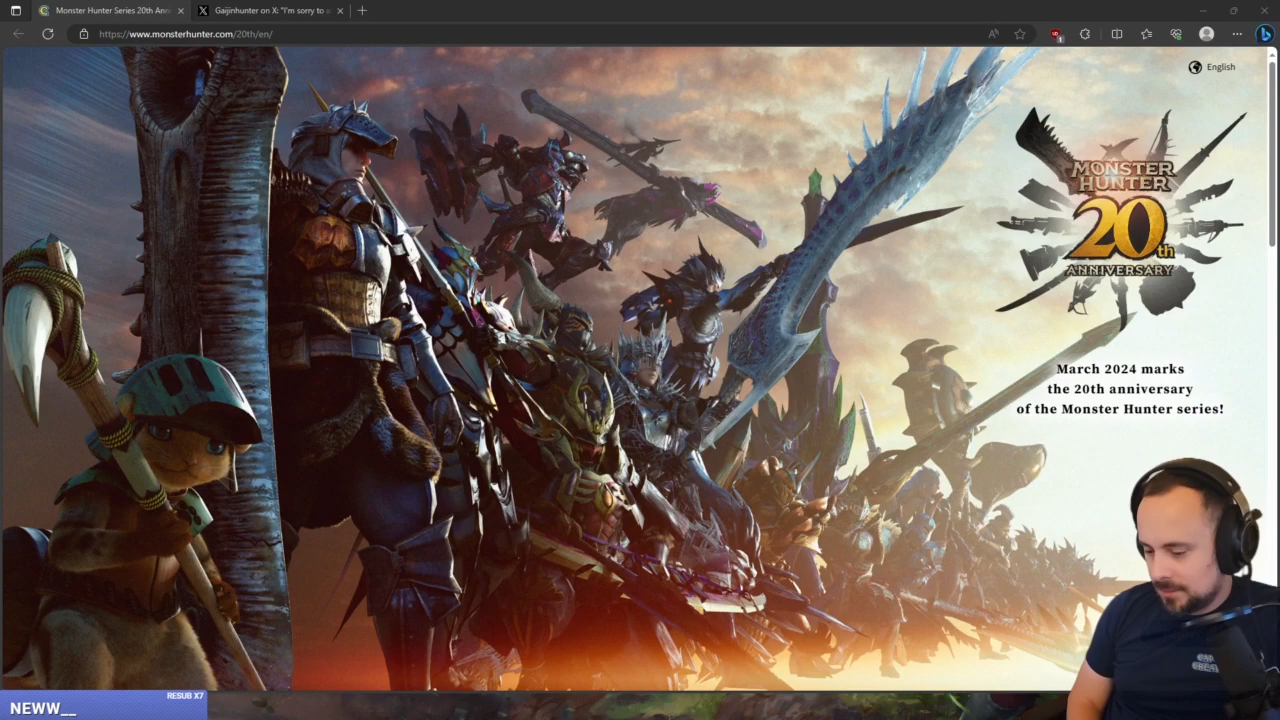 Monster Hunter Series 20th Ann
Gaijinhunter on X: "I'm sorry to a
https://www.monsterhunter.com/20th/en/
1
English
MONSTER
HUNTER
20th
ANNIVERSARY
March 2024 marks
the 20th anniversary
of the Monster Hunter series!
RESUB X7
NEWW__